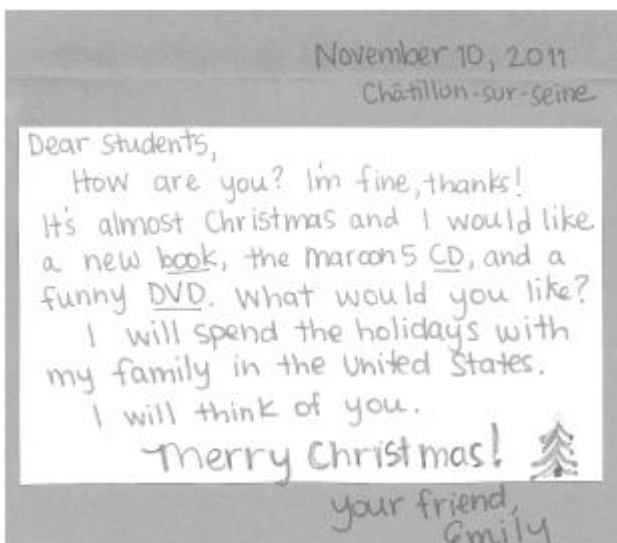 November 10, 2011
Châtillon-sur-seine
Dear Students,
How are you? I'm fine, thanks!
It's almost Christmas and I would like
a new book, the maroon 5 CD, and a
funny DVD. What would you like?
I will spend the holidays with
my family in the United States.
I will think of you.
Merry Christmas!
your friend,
Emily